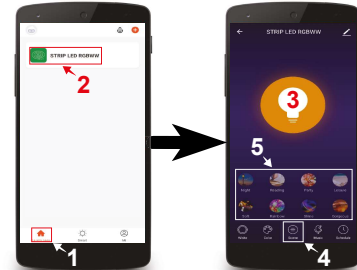 STRIP LED RGBWW
2
1
STRIP LED RGBWW
3
5
Night
Reading
Party
Leisure
Soft
Rainbow
Shine
Gorgeous
White
Color
Scene
Music
Schedule
4